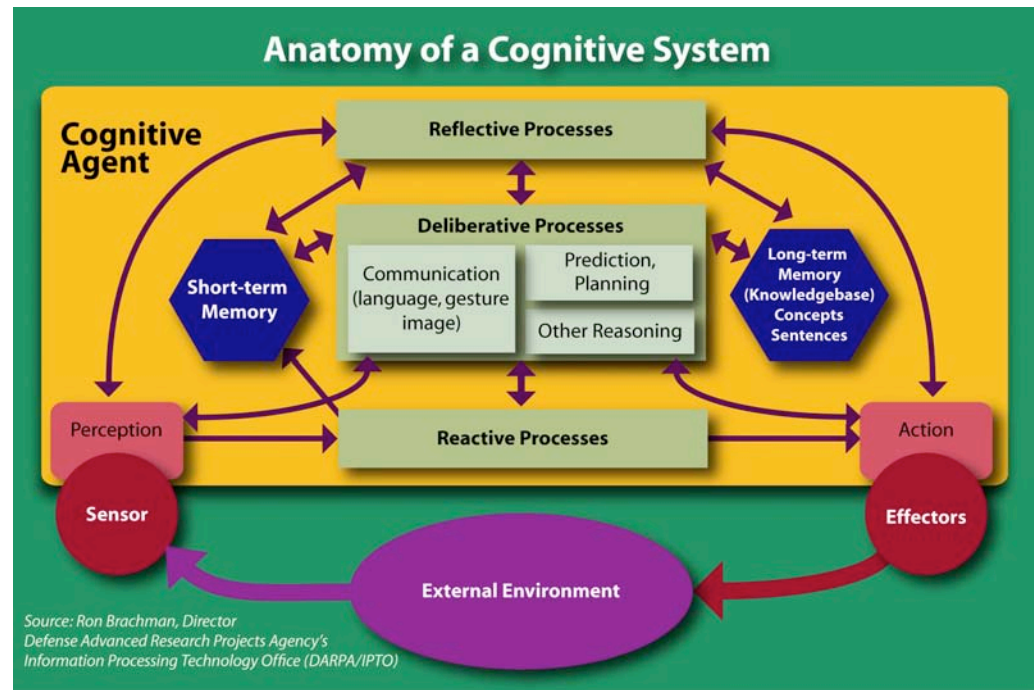 Anatomy of a Cognitive System
Cognitive
Agent
Reflective Processes
Deliberative Processes
Communication
(language, gesture
image)
Prediction,
Planning
Other Reasoning
Short-term
Memory
Long-term
Memory
(Knowledgebase)
Concepts
Sentences
Perception
Reactive Processes
Action
Sensor
Effectors
External Environment
Source: Ron Brachman, Director
Defense Advanced Research Projects Agency's
Information Processing Technology Office (DARPA/IPTO)